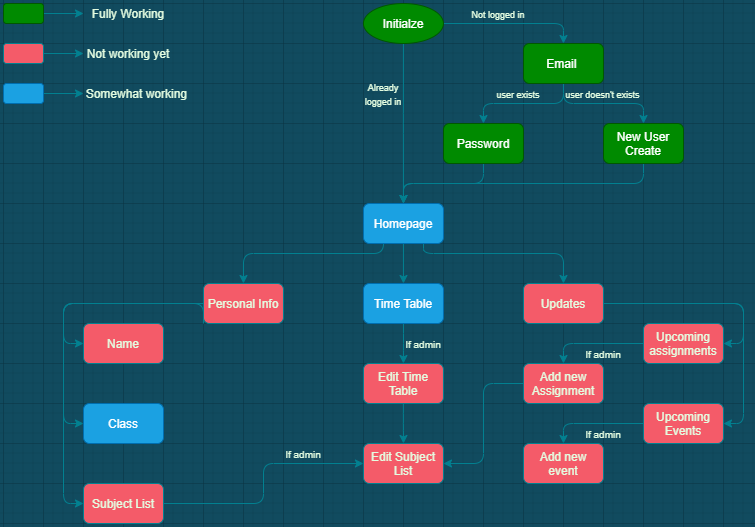 Fully Working
Not working yet
Somewhat working
Initialze
Not logged in
Email
Already
logged in
user exists
user doesn't exists
Password
New User
Create
Homepage
Personal Info
Time Table
Updates
Name
If admin
If admin
Upcoming
assignments
Edit Time
Table
Add new
Assignment
Class
Upcoming
Events
If admin
If admin
Edit Subject
List
Add new
event
Subject List